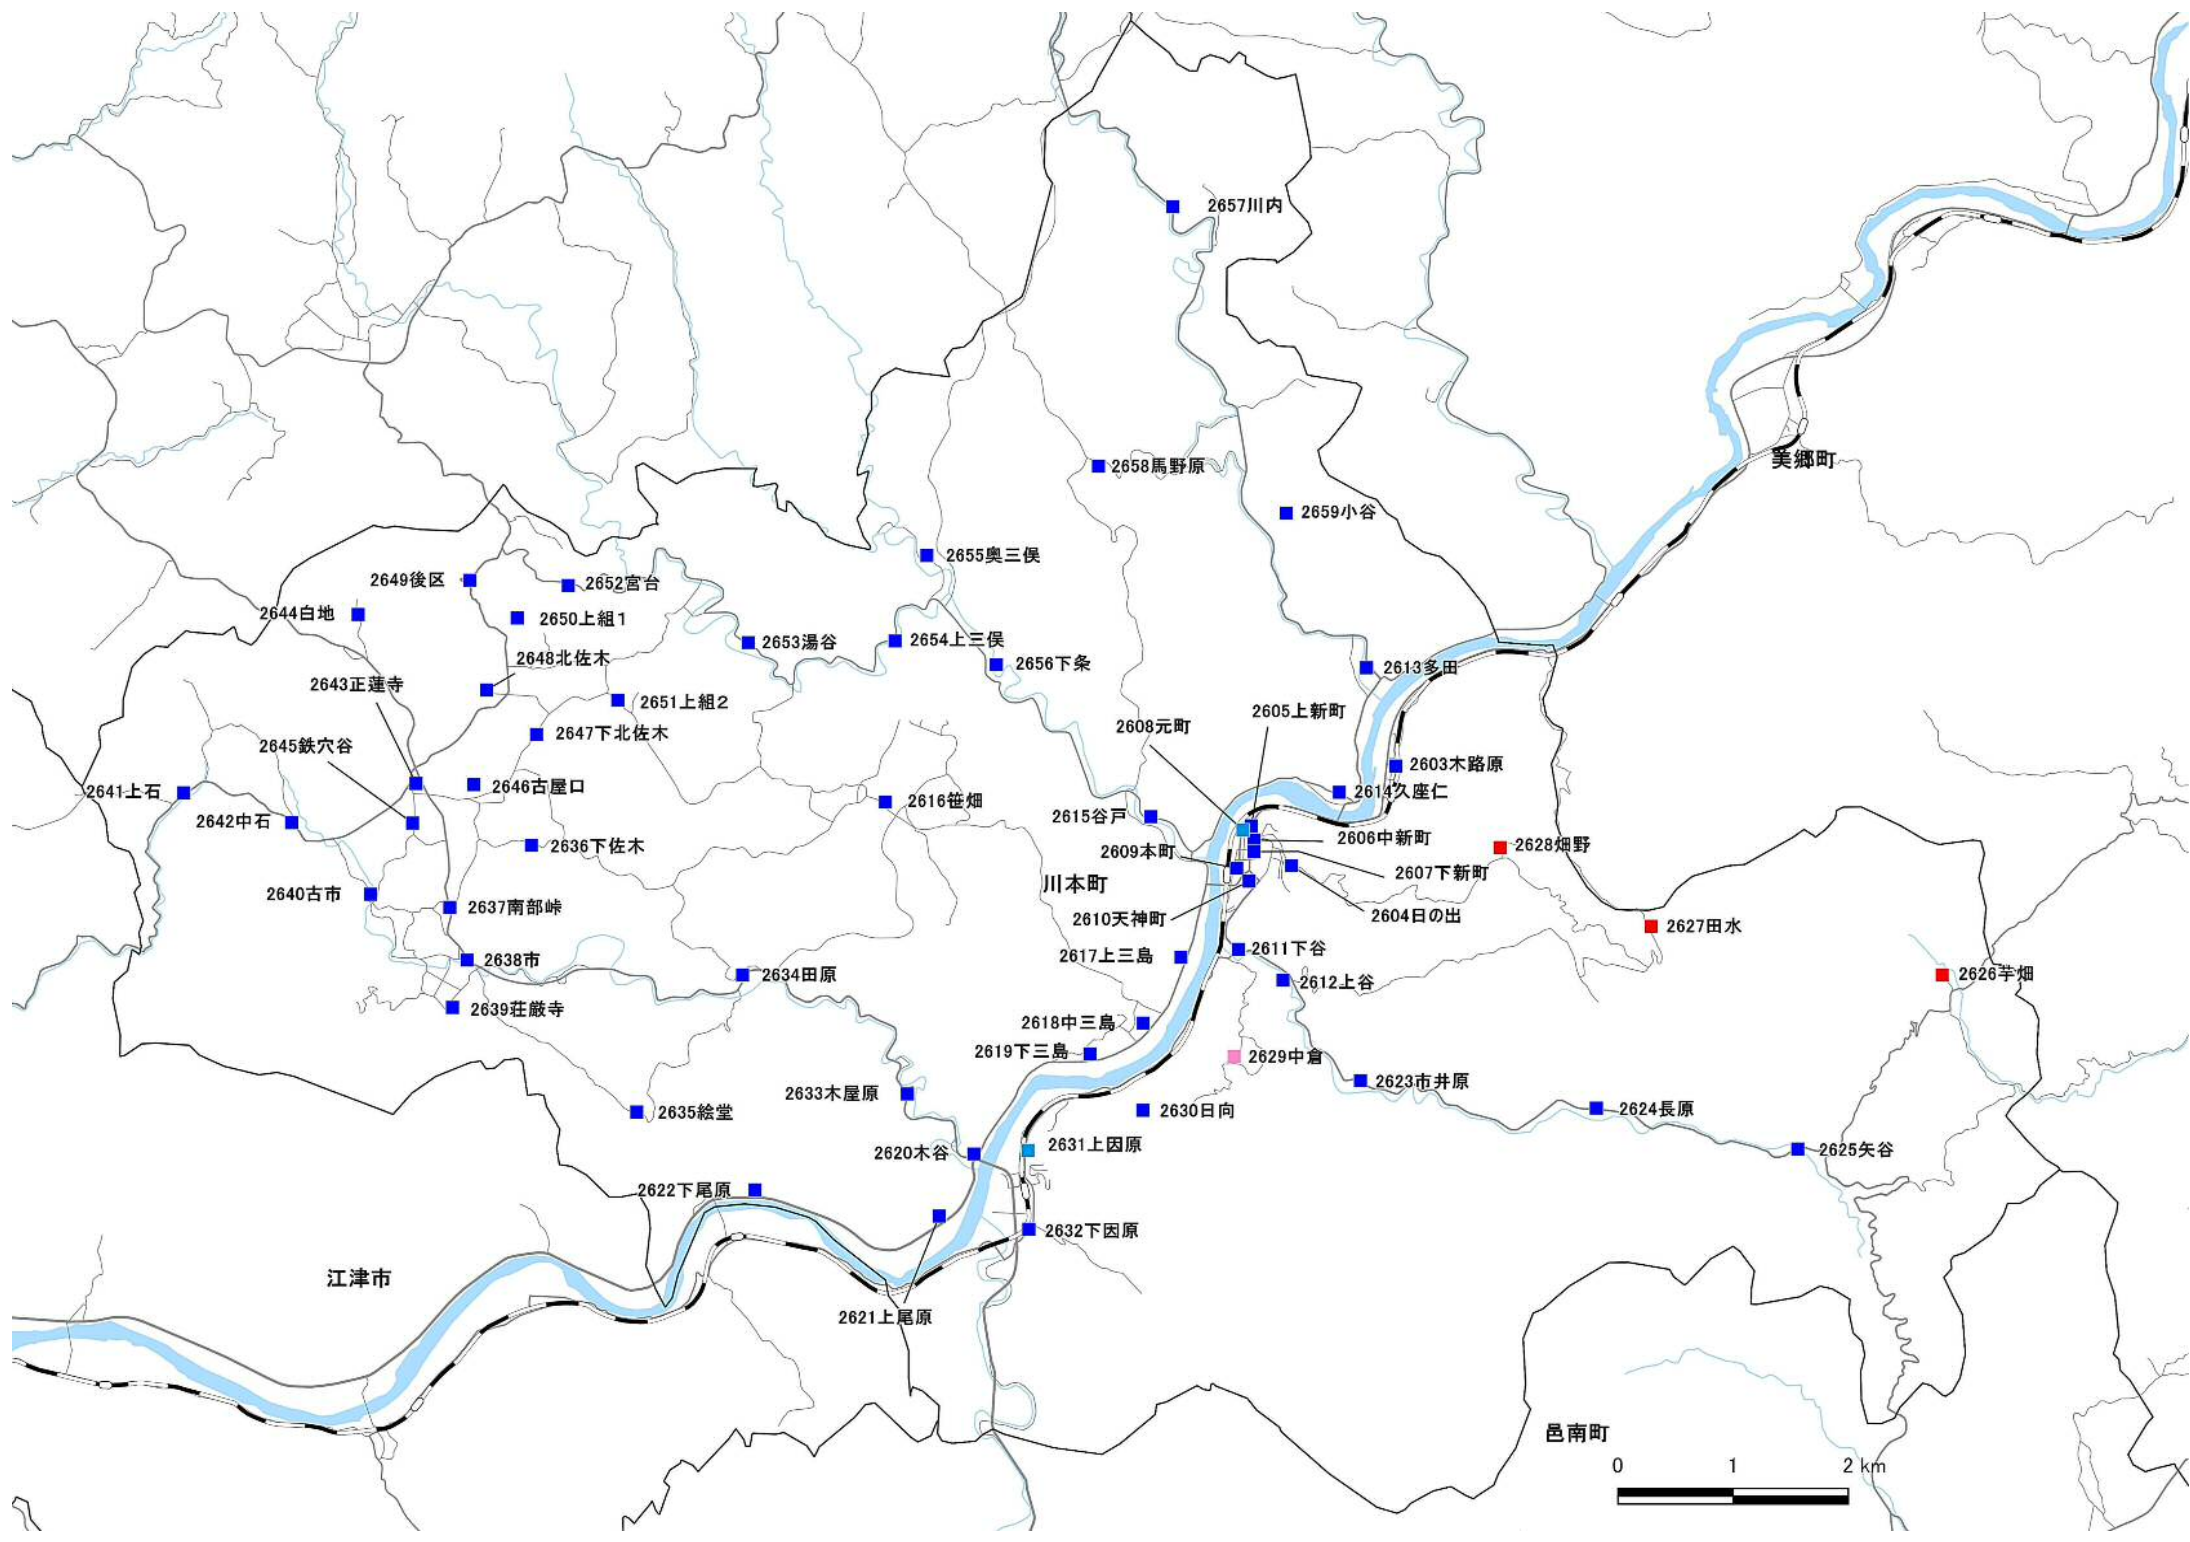 2657川内
美郷町
2658馬野原
2659小谷
2655奥三俣
2649後区
2652宮台
2644白地
2650上組1
2653湯谷
2654上三俣
2648北佐木
2656下条
2613多田
2643正蓮寺
2651上組2
2605上新町
2608元町
2647下北佐木
2645鉄穴谷
2603木路原
2641上石
2646古屋口
2614久座仁
2616笹畑
2615谷戸
2642中石
2606中新町
2636下佐木
2628畑野
2609本町
2607下新町
川本町
2640古市
2637南部峠
2604日の出
2610天神町
2627田水
2611下谷
2617上三島
2638市
2634田原
2626芋畑
2612上谷
2639荘厳寺
2618中三島
2619下三島
2629中倉
2623市井原
2633木屋原
2635絵堂
2630日向
2624長原
2631上因原
2620木谷
2625矢谷
2622下尾原
2632下因原
江津市
2621上尾原
邑南町
0 1 2 km